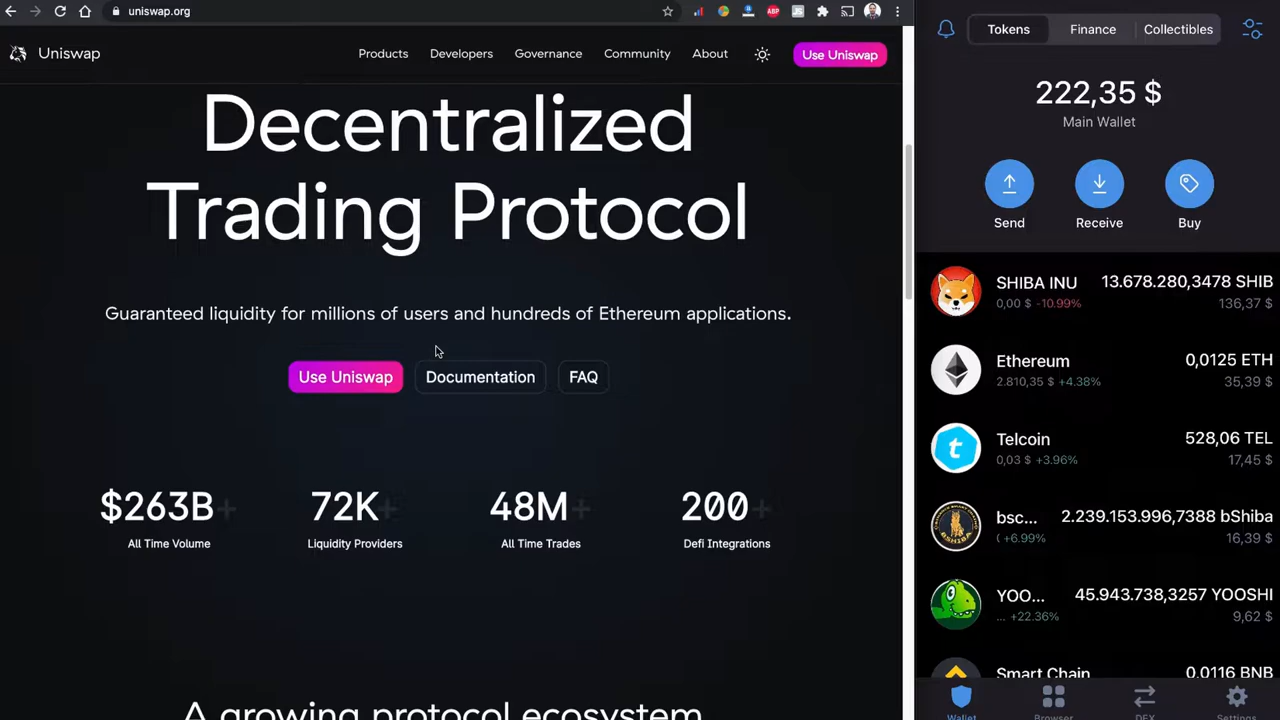 uniswap.org
ABP
Uniswap
Products
Developers
Governance
Community
About
Use Uniswap
Decentralized
Trading Protocol
Guaranteed liquidity for millions of users and hundreds of Ethereum applications.
Use Uniswap
Documentation
FAQ
$263B+
72K+
48M+
200+
All Time Volume
Liquidity Providers
All Time Trades
Defi Integrations
A growing protocol ecosystem
Tokens
Finance
Collectibles
222,35 $
Main Wallet
Send
Receive
Buy
SHIBA INU 13.678.280,3478 SHIB
0,00 $ -10.99% 136,37 $
Ethereum 0,0125 ETH
2.810,35 $ +4.38% 35,39 $
Telcoin 528,06 TEL
0,03 $ +3.96% 17,45 $
bsc... 2.239.153.996,7388 bShiba
( +6.99% 16,39 $
BSHIBA
YOO... 45.943.738,3257 YOOSHI
... +22.36% 9,62 $
Smart Chain 0,0116 BNB
Wallet
Browser
DEX
Settings